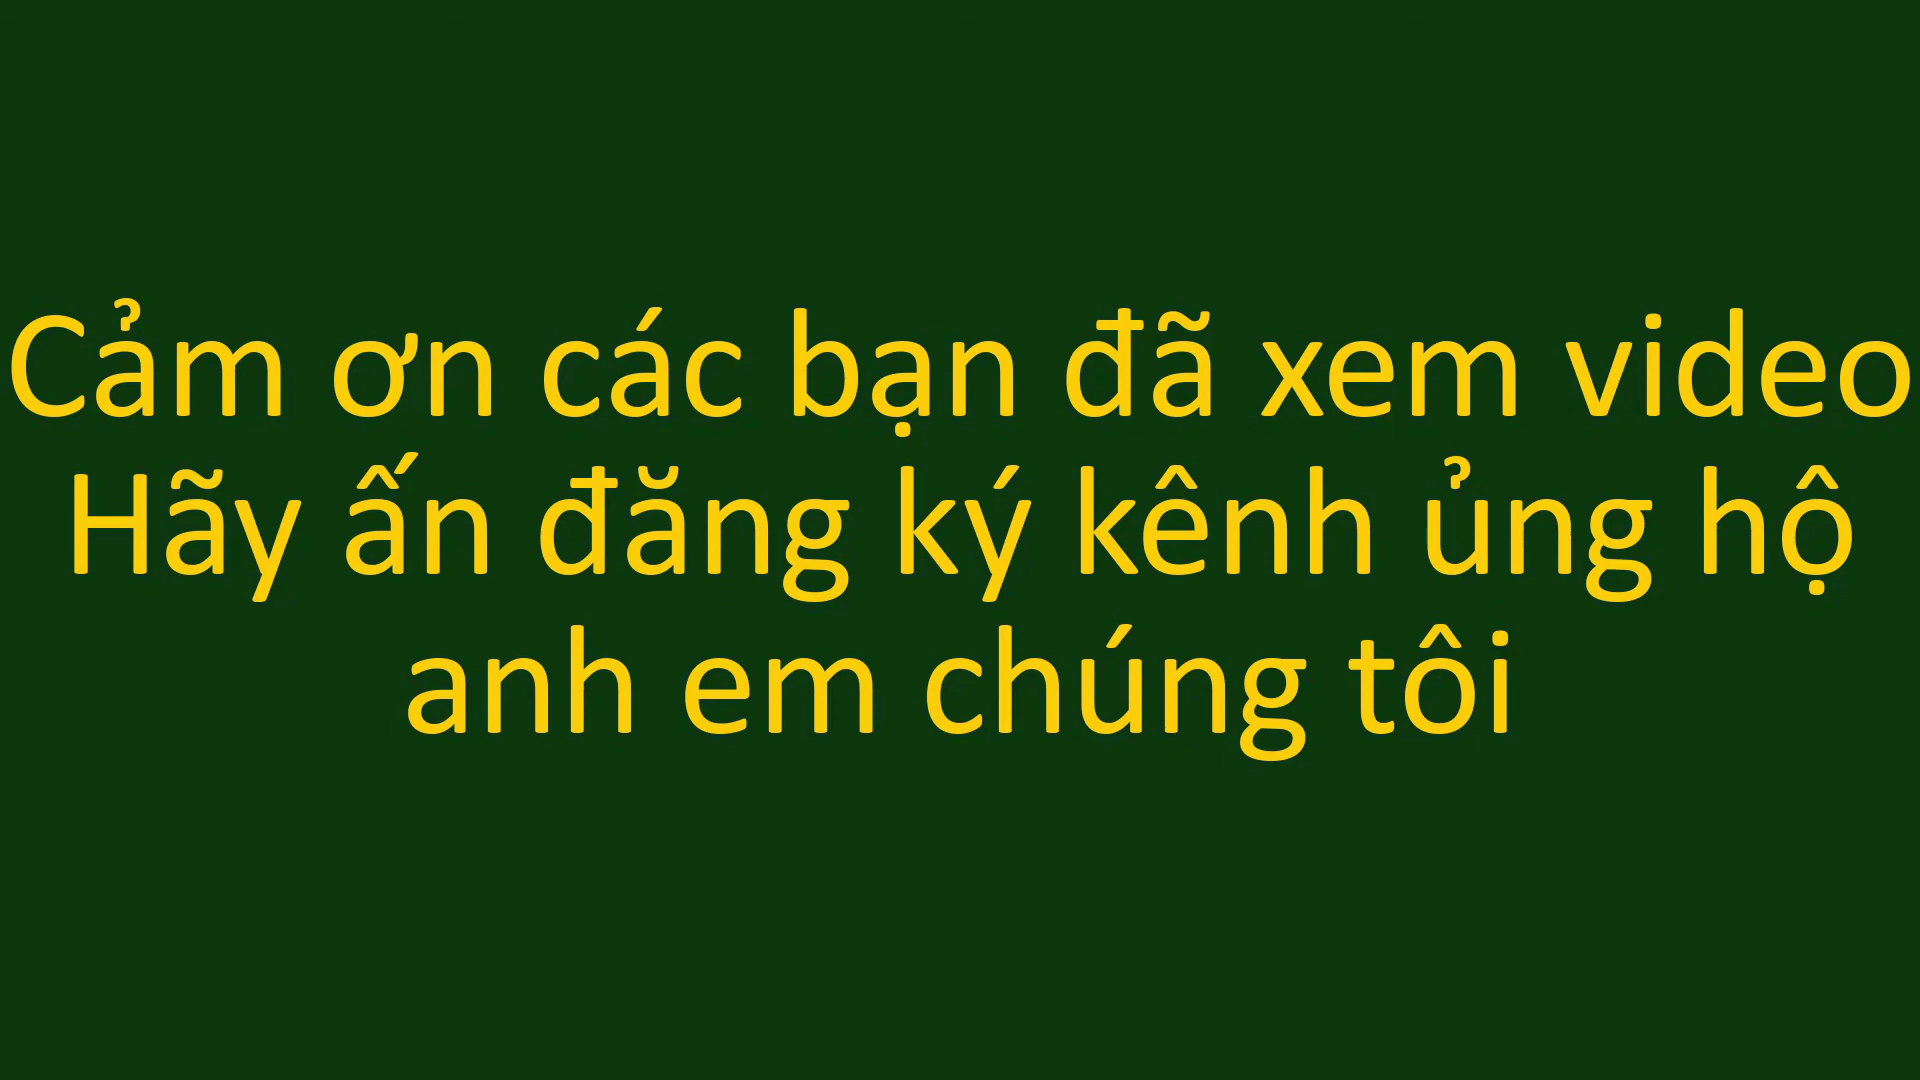 Cảm ơn các bạn đã xem video
Hãy ấn đăng ký kênh ủng hộ
anh em chúng tôi